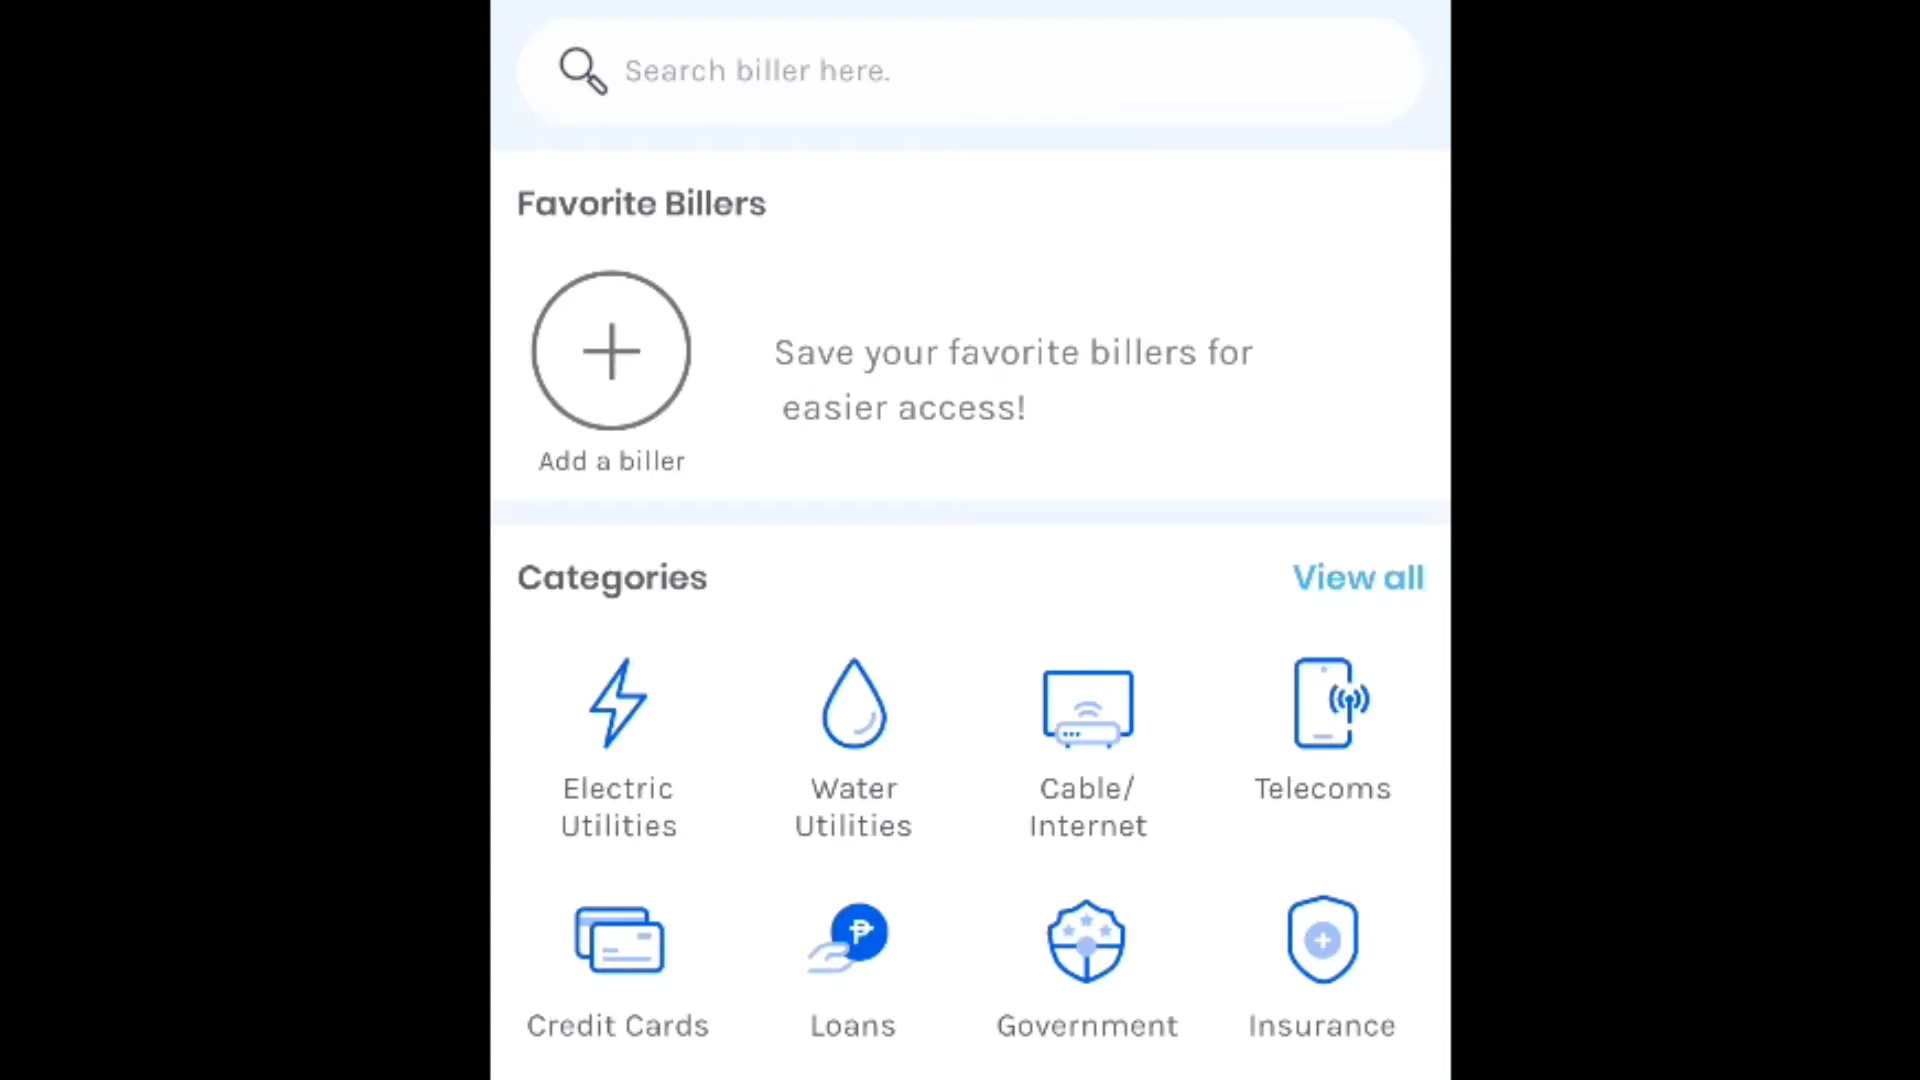 Search biller here.
Favorite Billers
Save your favorite billers for
easier access!
Add a biller
Categories
View all
Electric
Utilities
Water
Utilities
Cable/
Internet
Telecoms
₱
Credit Cards
Loans
Government
Insurance